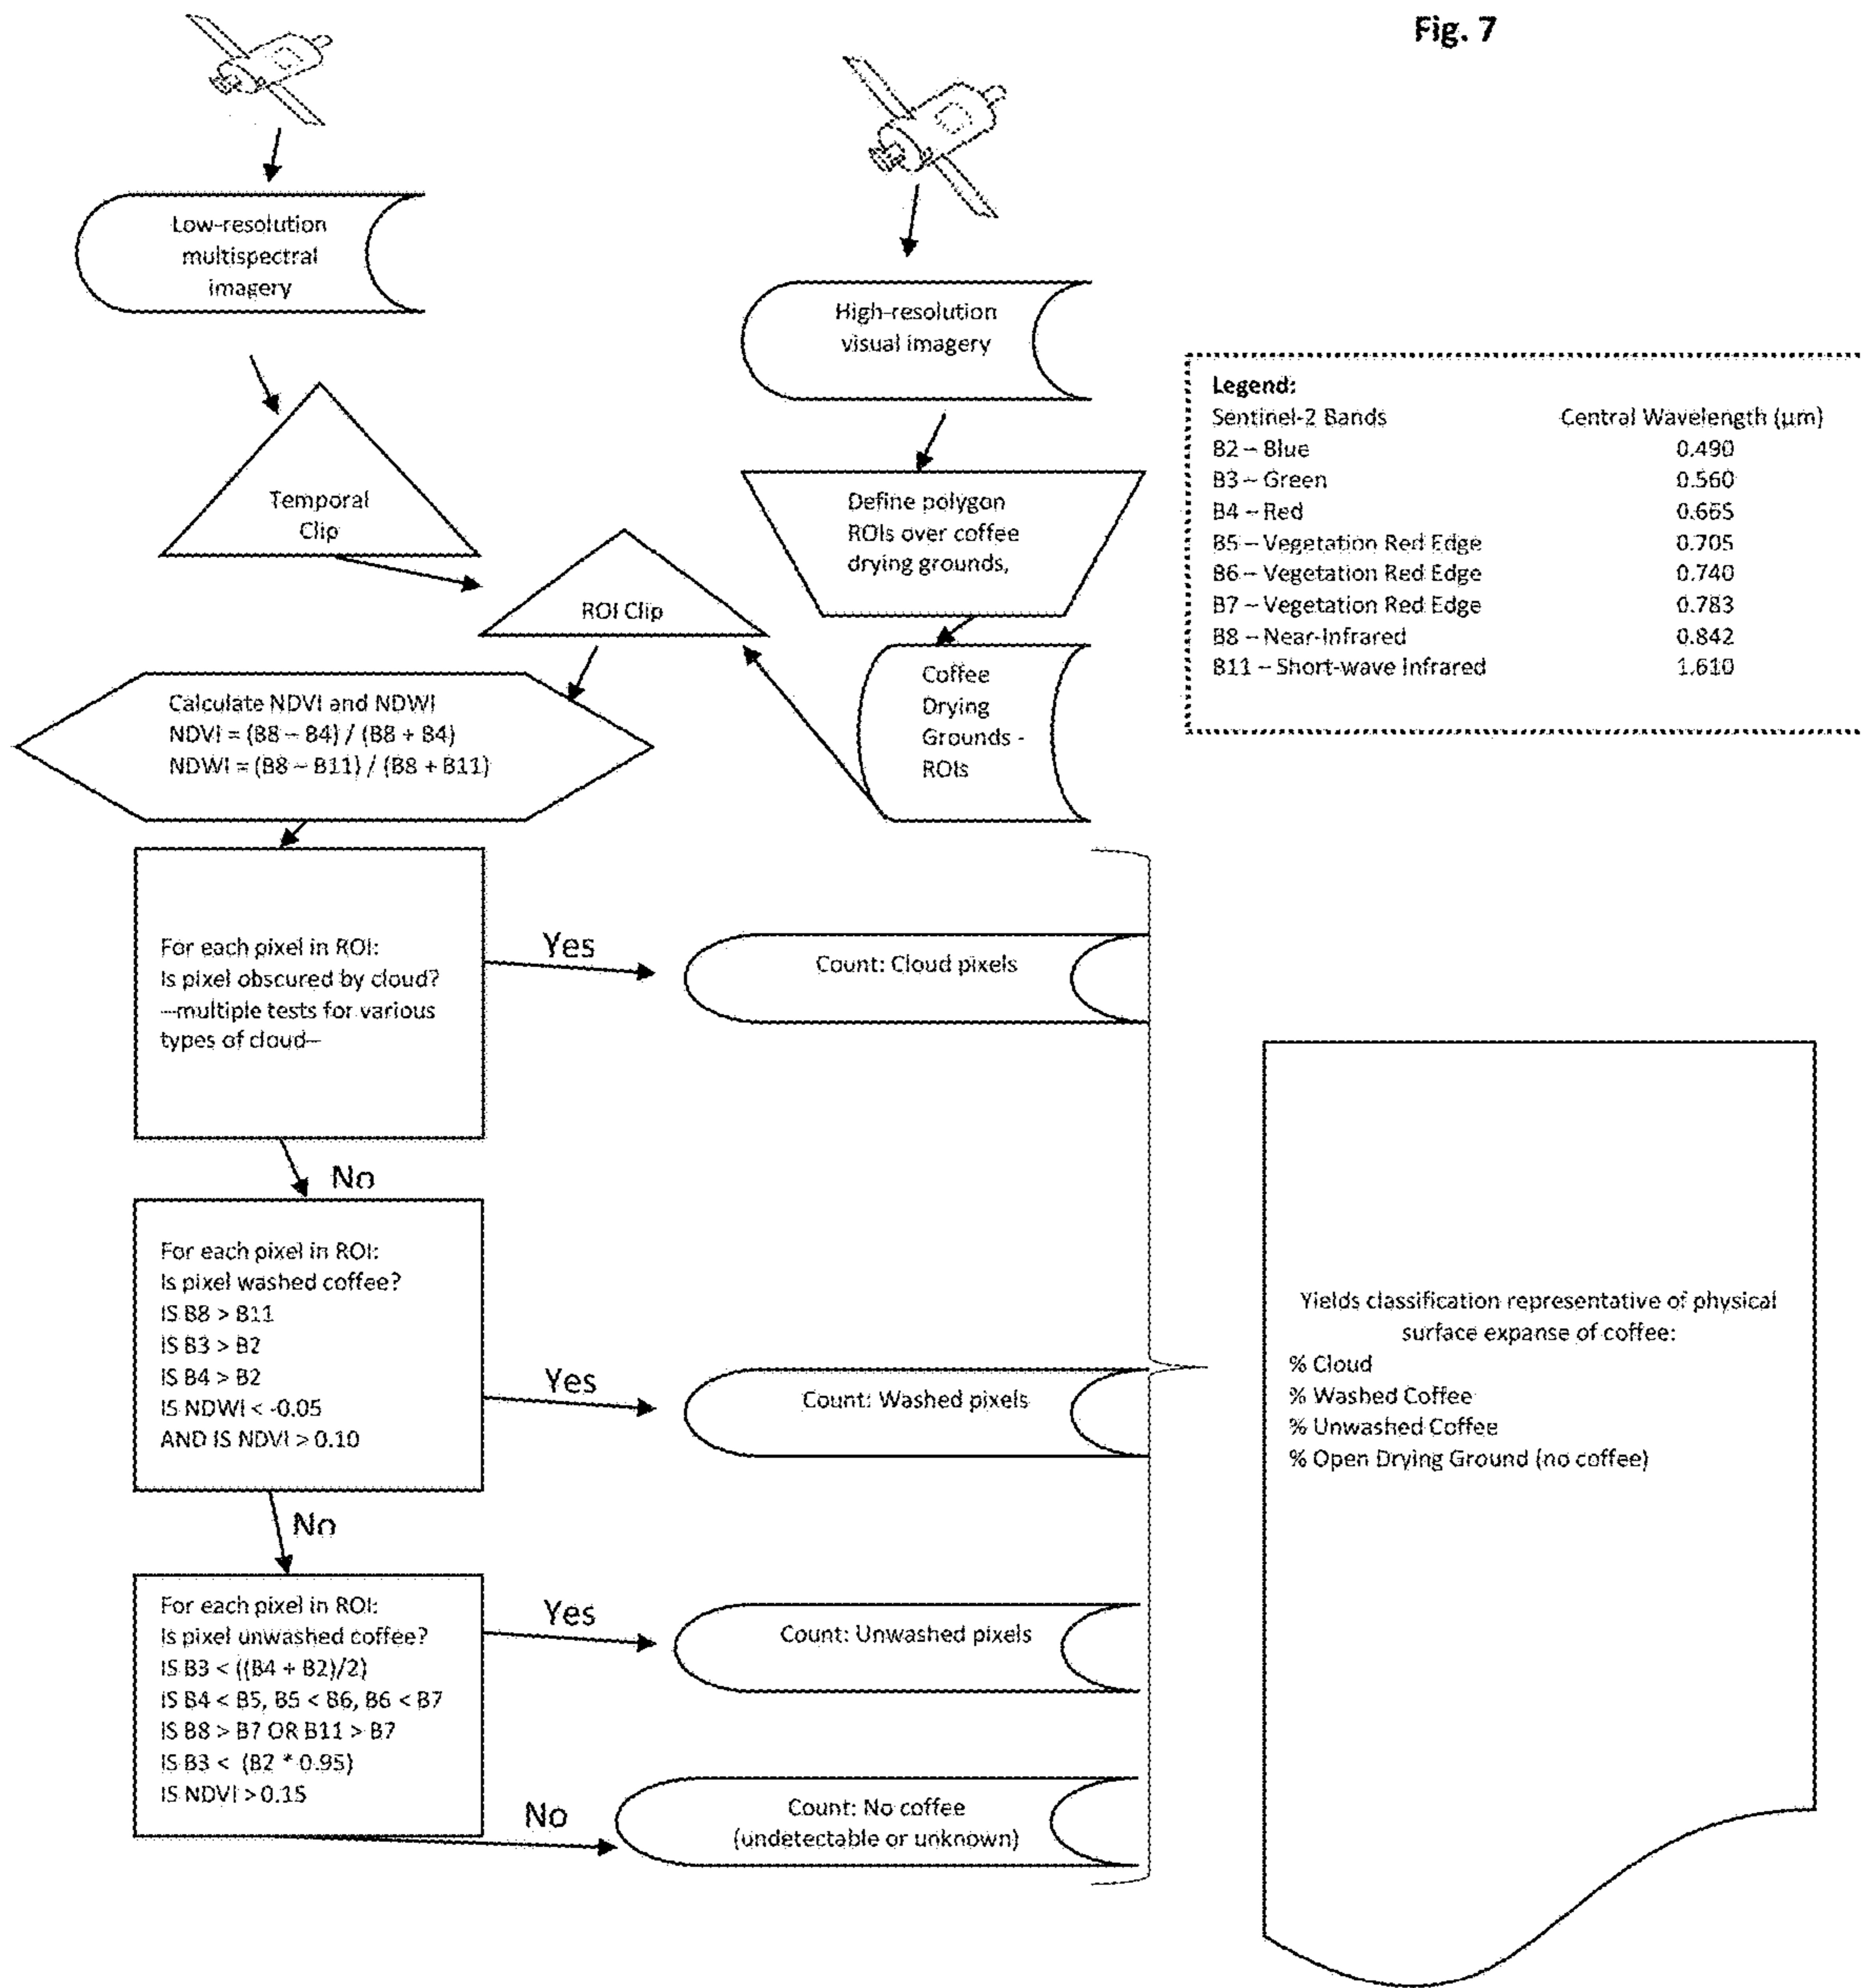 Fig. 7
Low-resolution
multispectral
imagery
High-resolution
visual imagery
Legend:
Sentinel-2 Bands Central Wavelength (µm)
B2 – Blue 0.490
B3 – Green 0.560
B4 – Red 0.665
B5 – Vegetation Red Edge 0.705
B6 – Vegetation Red Edge 0.740
B7 – Vegetation Red Edge 0.783
B8 – Near-Infrared 0.842
B11 – Short-wave Infrared 1.610
Temporal
Clip
Define polygon
ROIs over coffee
drying grounds,
ROI Clip
Coffee
Drying
Grounds -
ROIs
Calculate NDVI and NDWI
NDVI = (B8 – B4) / (B8 + B4)
NDWI = (B8 – B11) / (B8 + B11)
For each pixel in ROI:
Is pixel obscured by cloud?
--multiple tests for various
types of cloud--
Yes
Count: Cloud pixels
No
For each pixel in ROI:
Is pixel washed coffee?
IS B8 > B11
IS B3 > B2
IS B4 > B2
IS NDWI < -0.05
AND IS NDVI > 0.10
Yes
Count: Washed pixels
No
For each pixel in ROI:
Is pixel unwashed coffee?
IS B3 < ((B4 + B2)/2)
IS B4 < B5, B5 < B6, B6 < B7
IS B8 > B7 OR B11 > B7
IS B3 < (B2 * 0.95)
IS NDVI > 0.15
Yes
Count: Unwashed pixels
No
Count: No coffee
(undetectable or unknown)
Yields classification representative of physical
surface expanse of coffee:
% Cloud
% Washed Coffee
% Unwashed Coffee
% Open Drying Ground (no coffee)